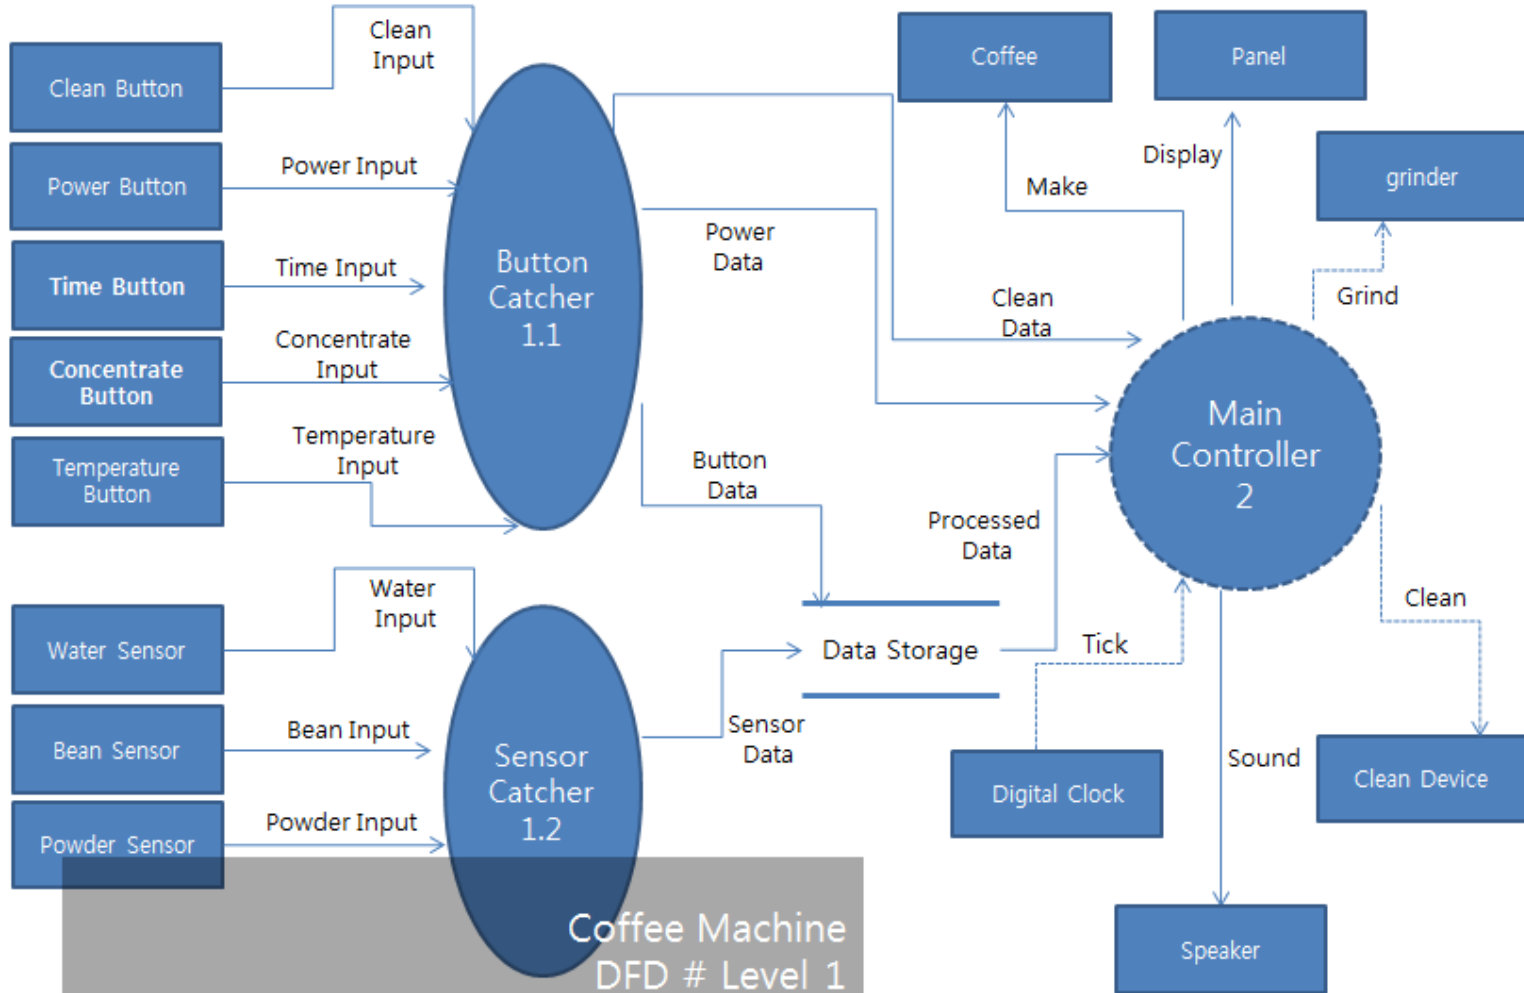 Clean
Input
Clean Button
Power Input
Power Button
Time Input
Time Button
Concentrate
Input
Concentrate
Button
Temperature
Input
Temperature
Button
Button
Catcher
1.1
Power
Data
Clean
Data
Button
Data
Coffee
Panel
grinder
Make
Display
Grind
Main
Controller
2
Processed
Data
Water
Input
Water Sensor
Bean Input
Bean Sensor
Powder Input
Powder Sensor
Sensor
Catcher
1.2
Sensor
Data
Data Storage
Tick
Digital Clock
Sound
Speaker
Clean
Clean Device
Coffee Machine
DFD # Level 1